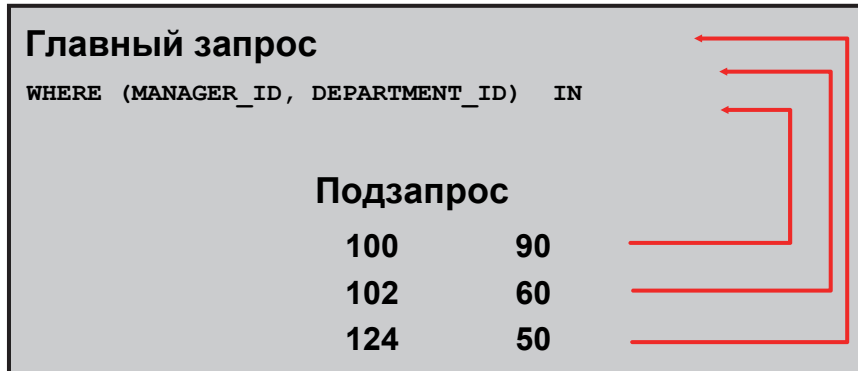 Главный запрос
WHERE (MANAGER_ID, DEPARTMENT_ID) IN
Подзапрос
100 90
102 60
124 50